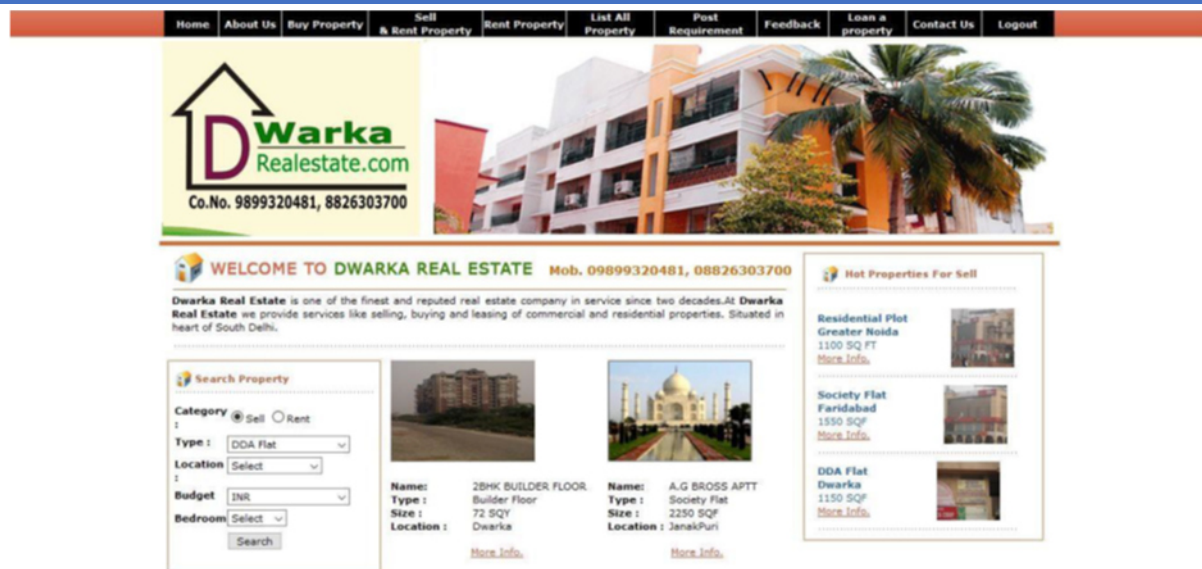 Home About Us Buy Property Sell & Rent Property Rent Property List All Property Post Requirement Feedback Loan a property Contact Us Logout
DWarka
Realestate.com
Co.No. 9899320481, 8826303700
WELCOME TO DWARKA REAL ESTATE Mob. 09899320481, 08826303700
Dwarka Real Estate is one of the finest and reputed real estate company in service since two decades.At Dwarka
Real Estate we provide services like selling, buying and leasing of commercial and residential properties. Situated in
heart of South Delhi.
Search Property
Category : Sell Rent
Type : DDA Flat
Location : Select
Budget INR
Bedroom Select
Search
Name: 2BHK BUILDER FLOOR
Type : Builder Floor
Size : 72 SQY
Location : Dwarka
More Info.
Name: A.G BROSS APTT
Type : Society Flat
Size : 2250 SQF
Location : JanakPuri
More Info.
Hot Properties For Sell
Residential Plot
Greater Noida
1100 SQ FT
More Info.
Society Flat
Faridabad
1550 SQF
More Info.
DDA Flat
Dwarka
1150 SQF
More Info.